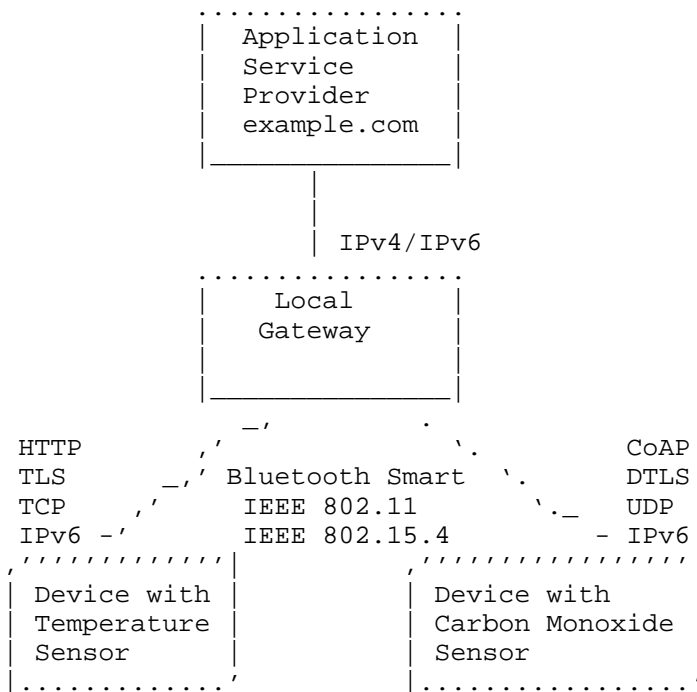 Application
Service
Provider
example.com
IPv4/IPv6
Local
Gateway
HTTP
CoAP
TLS
Bluetooth Smart
DTLS
TCP
IEEE 802.11
UDP
IPv6
IEEE 802.15.4
IPv6
Device with
Temperature
Sensor
Device with
Carbon Monoxide
Sensor